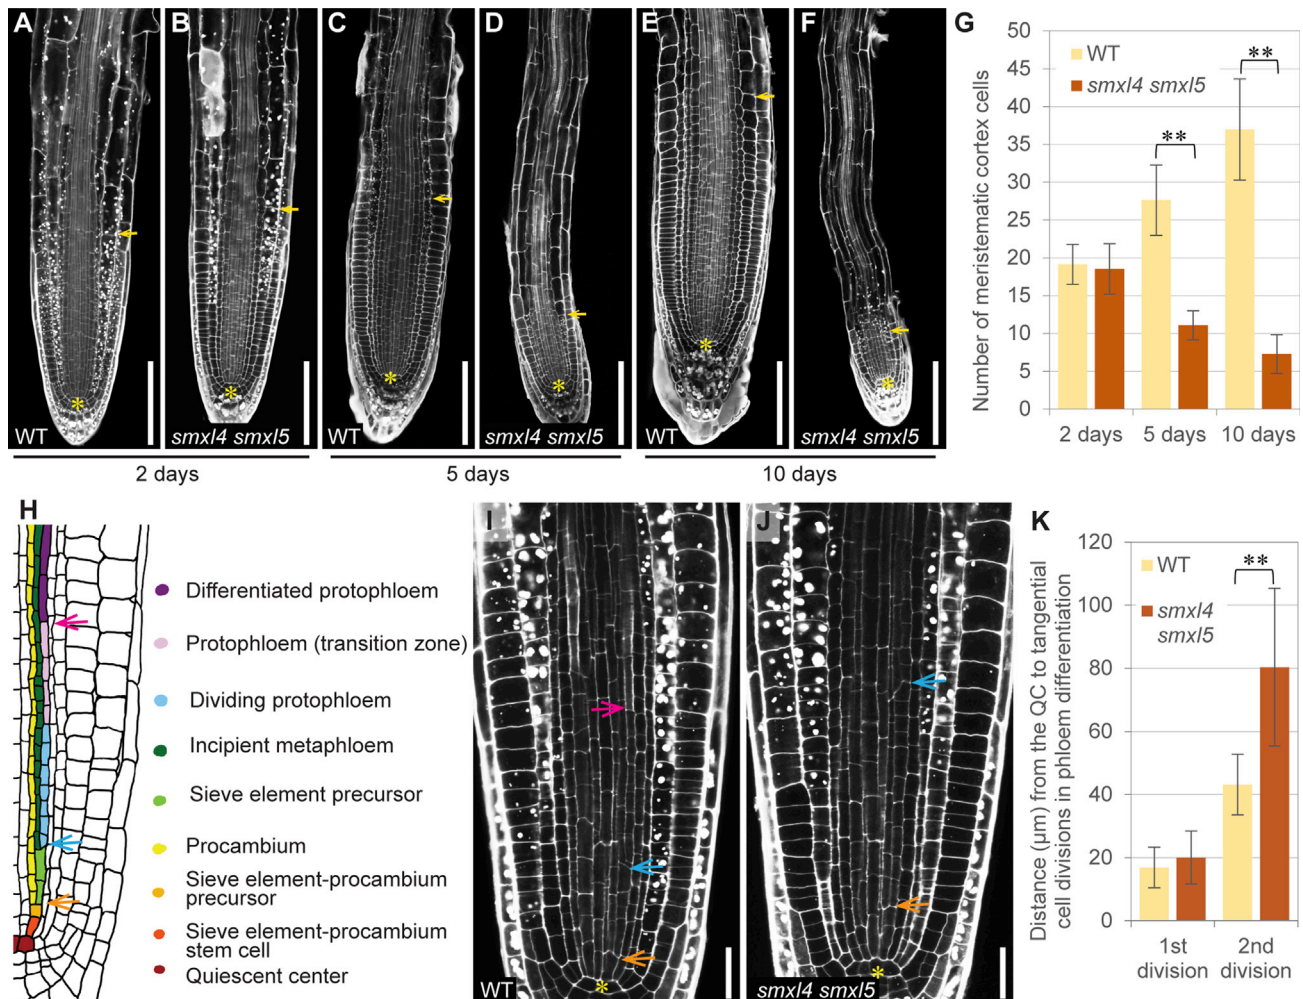 A
B
C
D
E
F
WT
smxl4 smxl5
WT
smxl4 smxl5
WT
smxl4 smxl5
2 days
5 days
10 days
*
*
*
*
*
*
G
Number of meristematic cortex cells
50
45
40
35
30
25
20
15
10
5
0
WT
smxl4 smxl5
**
**
2 days
5 days
10 days
H
Differentiated protophloem
Protophloem (transition zone)
Dividing protophloem
Incipient metaphloem
Sieve element precursor
Procambium
Sieve element-procambium
precursor
Sieve element-procambium
stem cell
Quiescent center
I
WT
*
J
smxl4 smxl5
*
K
Distance (µm) from the QC to tangential
cell divisions in phloem differentiation
120
100
80
60
40
20
0
WT
smxl4
smxl5
**
1st
division
2nd
division